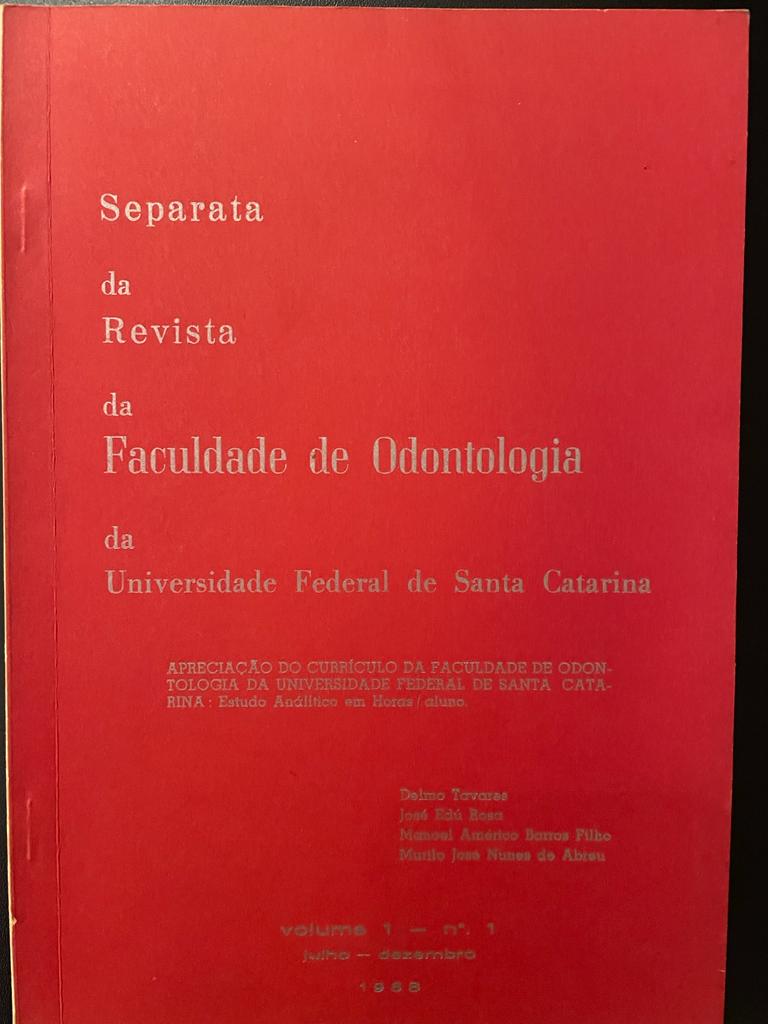 Separata
da
Revista
da
Faculdade de Odontologia
da
Universidade Federal de Santa Catarina
APRECIAÇÃO DO CURRÍCULO DA FACULDADE DE ODON-
TOLOGIA DA UNIVERSIDADE FEDERAL DE SANTA CATA-
RINA : Estudo Análitico em Horas / aluno.
Delmo Tavares
José Edú Rosa
Manoel Américo Barros Filho
Murilo José Nunes de Abreu
volume 1 — nº. 1
julho — dezembro
1968